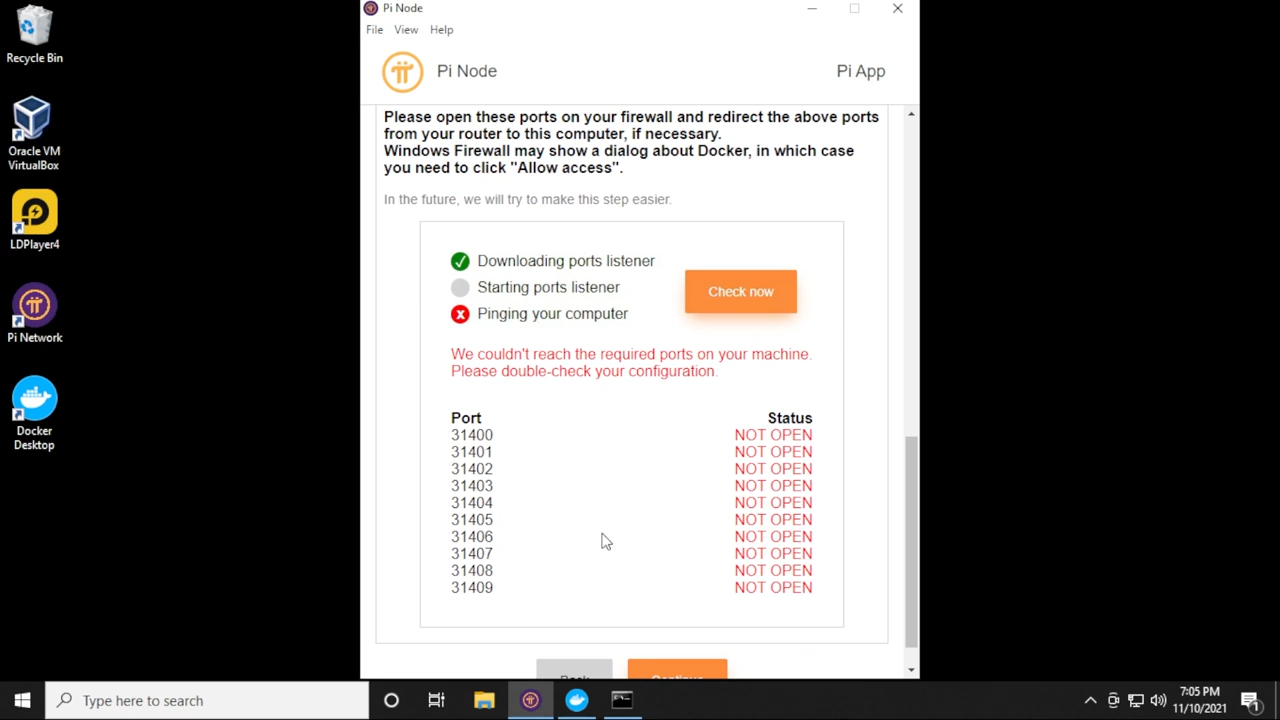 Pi Node
File View Help
Pi Node
Pi App
Recycle Bin
Oracle VM
VirtualBox
LDPlayer4
Pi Network
Docker
Desktop
Please open these ports on your firewall and redirect the above ports
from your router to this computer, if necessary.
Windows Firewall may show a dialog about Docker, in which case
you need to click "Allow access".
In the future, we will try to make this step easier.
Downloading ports listener
Starting ports listener
Pinging your computer
Check now
We couldn't reach the required ports on your machine.
Please double-check your configuration.
Port Status
31400 NOT OPEN
31401 NOT OPEN
31402 NOT OPEN
31403 NOT OPEN
31404 NOT OPEN
31405 NOT OPEN
31406 NOT OPEN
31407 NOT OPEN
31408 NOT OPEN
31409 NOT OPEN
Back Continue
Type here to search
7:05 PM
11/10/2021
1